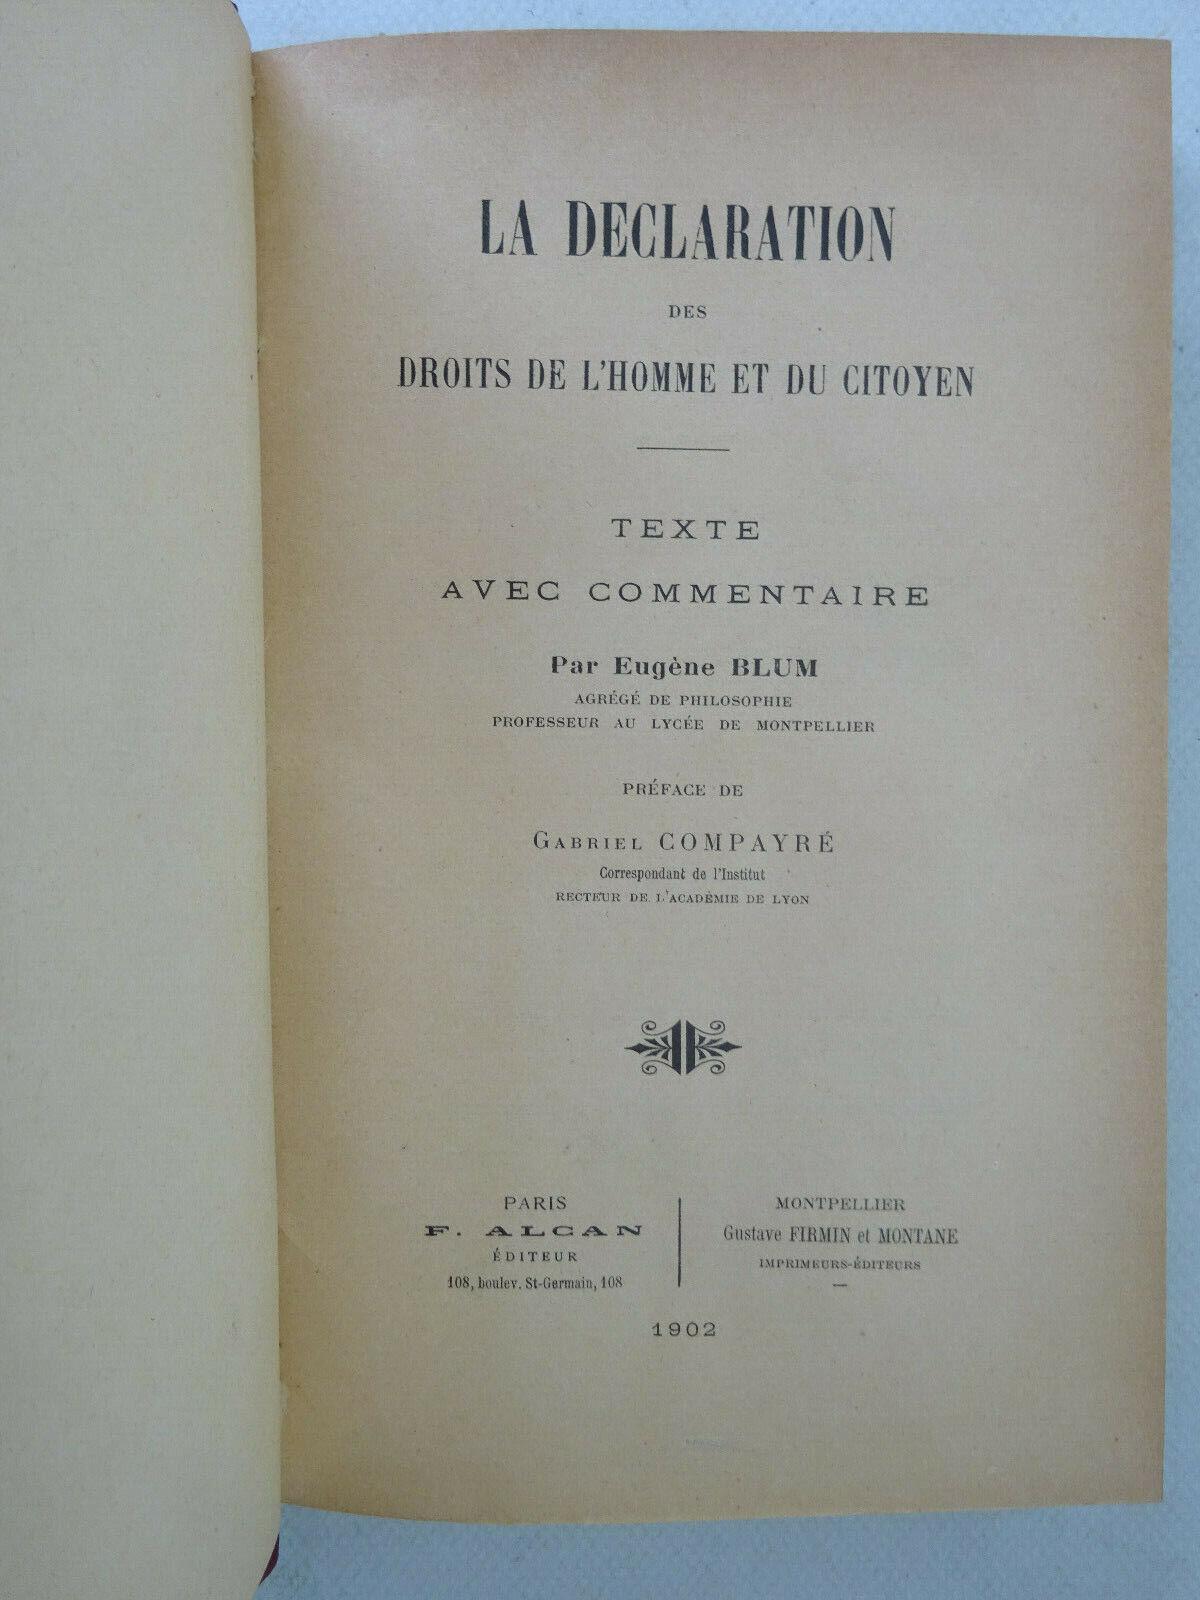 LA DECLARATION
DES
DROITS DE L'HOMME ET DU CITOYEN
TEXTE
AVEC COMMENTAIRE
Par Eugène BLUM
AGRÉGÉ DE PHILOSOPHIE
PROFESSEUR AU LYCÉE DE MONTPELLIER
PRÉFACE DE
GABRIEL COMPAYRÉ
Correspondant de l'Institut
RECTEUR DE L'ACADÉMIE DE LYON
PARIS
F. ALCAN
ÉDITEUR
108, boulev. St-Germain, 108
MONTPELLIER
Gustave FIRMIN et MONTANE
IMPRIMEURS-ÉDITEURS
1902